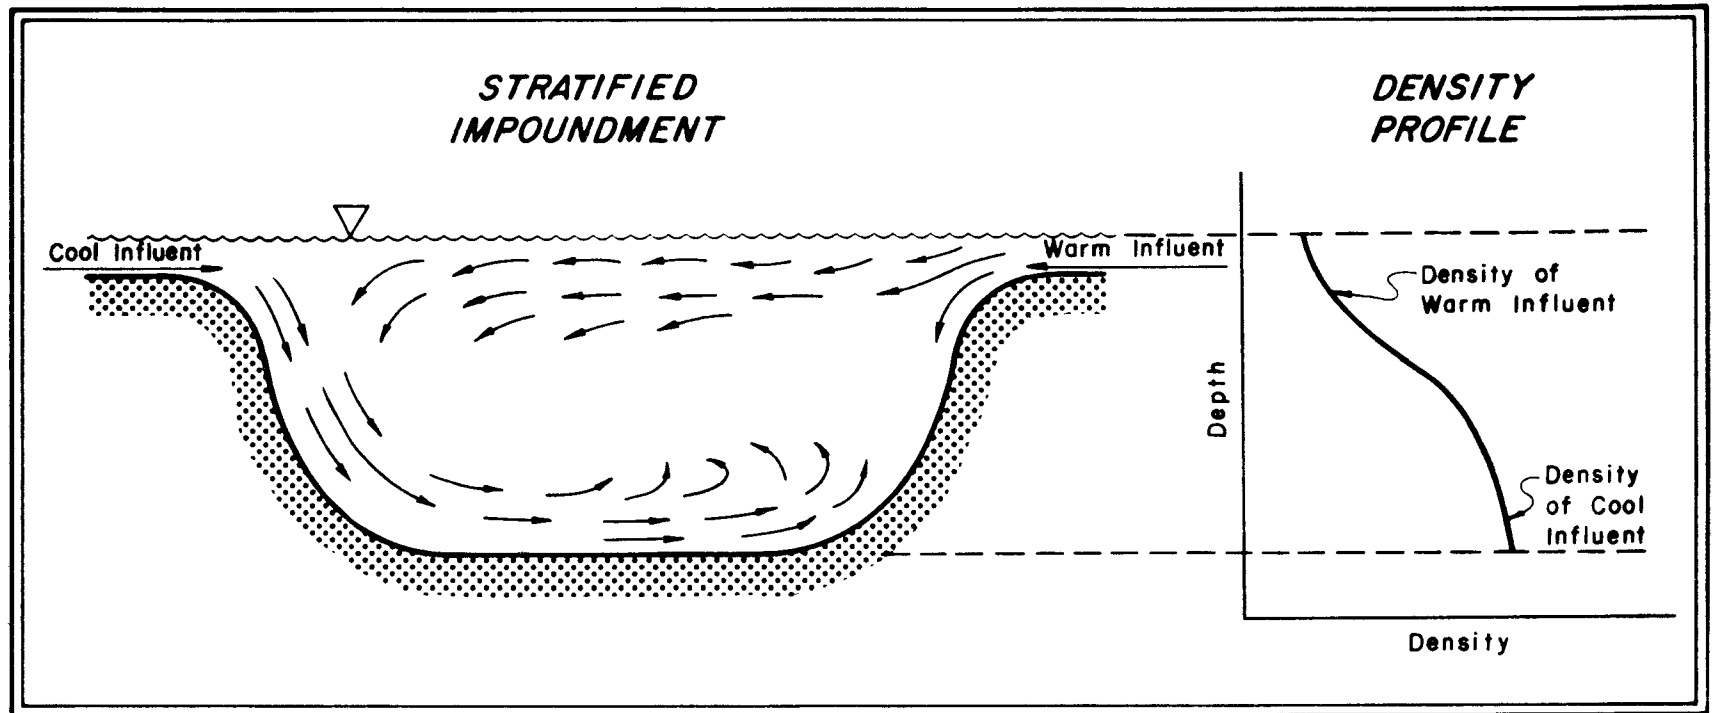 STRATIFIED
IMPOUNDMENT
DENSITY
PROFILE
Cool Influent
Warm Influent
Density of
Warm Influent
Depth
Density
of Cool
Influent
Density